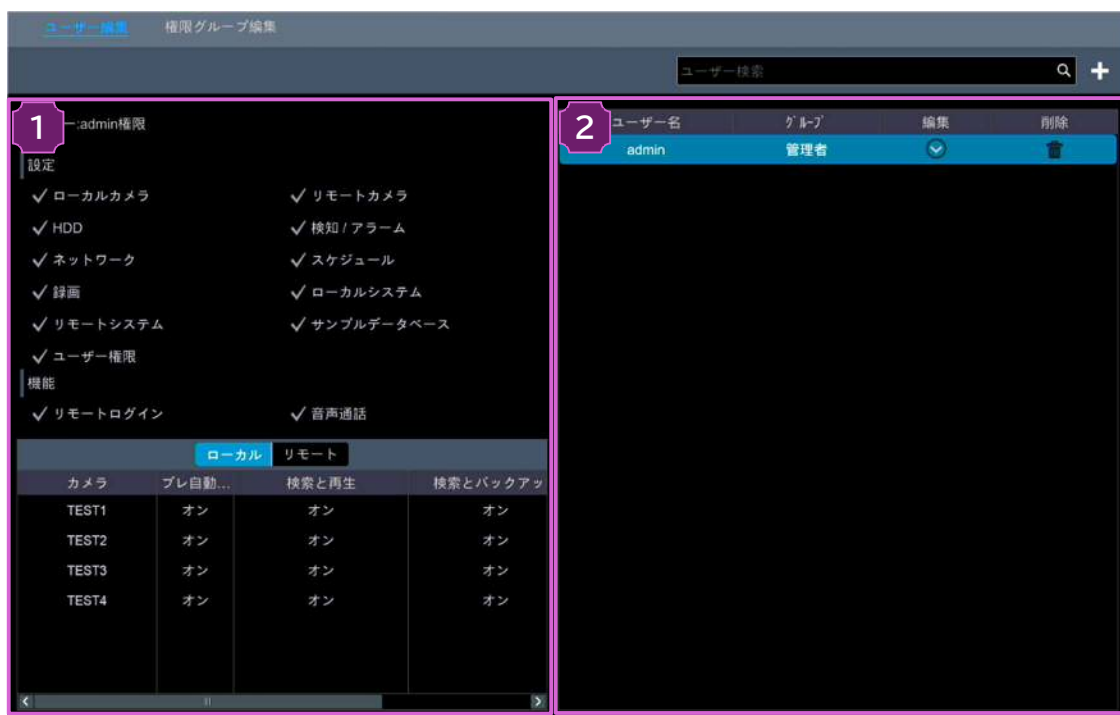 ユーザー編集 権限グループ編集
ユーザー検索
1
ー:admin権限
設定
ローカルカメラ リモートカメラ
HDD 検知 / アラーム
ネットワーク スケジュール
録画 ローカルシステム
リモートシステム サンプルデータベース
ユーザー権限
機能
リモートログイン 音声通話
ローカル リモート
カメラ プレ自動... 検索と再生 検索とバックアッ
TEST1 オン オン オン
TEST2 オン オン オン
TEST3 オン オン オン
TEST4 オン オン オン
2
ユーザー名 グループ 編集 削除
admin 管理者